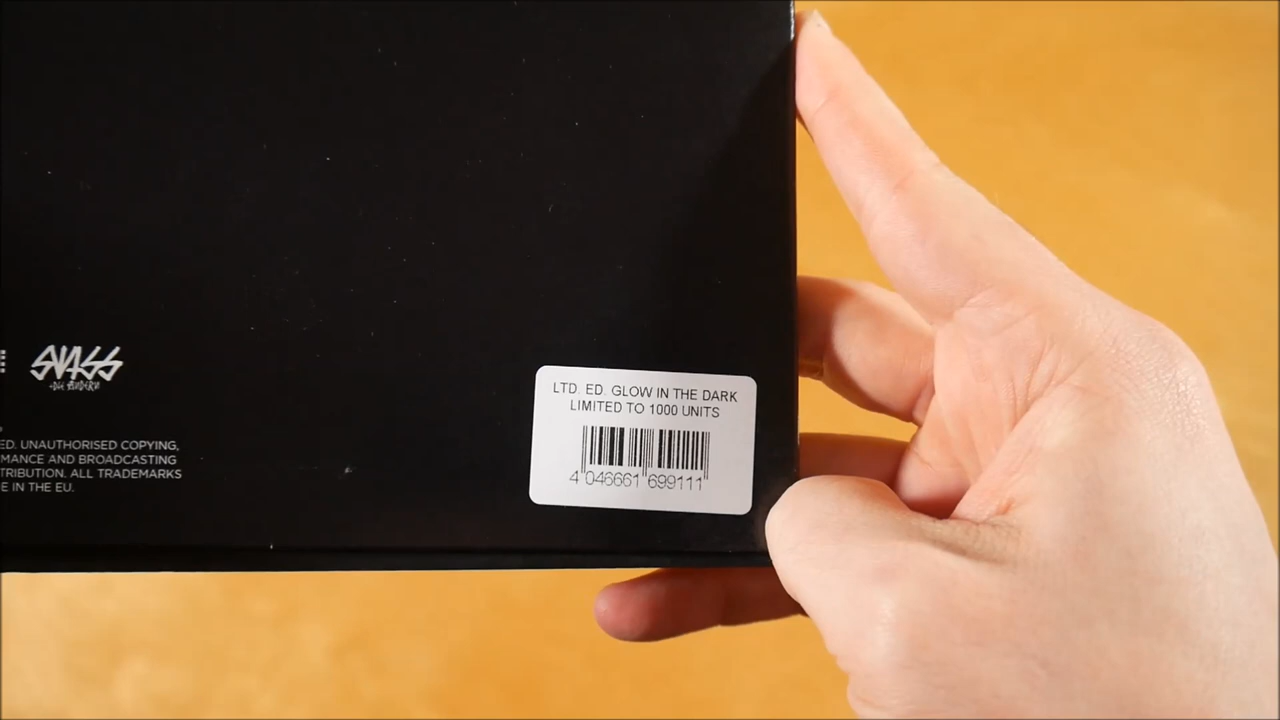 LTD. ED. GLOW IN THE DARK
LIMITED TO 1000 UNITS
4 046661 699111
ED. UNAUTHORISED COPYING,
MANCE AND BROADCASTING
TRIBUTION. ALL TRADEMARKS
E IN THE EU.